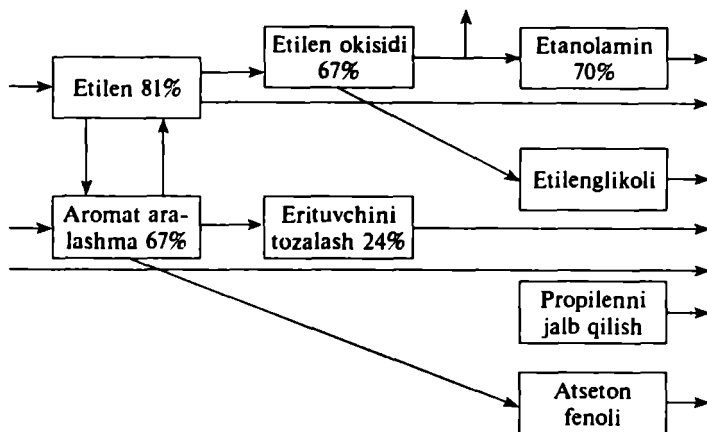 Etilen okisidi
67%
Etanolamin
70%
Etilen 81%
Etilenglikoli
Aromat ara-
lashma 67%
Erituvchini
tozalash 24%
Propilenni
jalb qilish
Atseton
fenoli